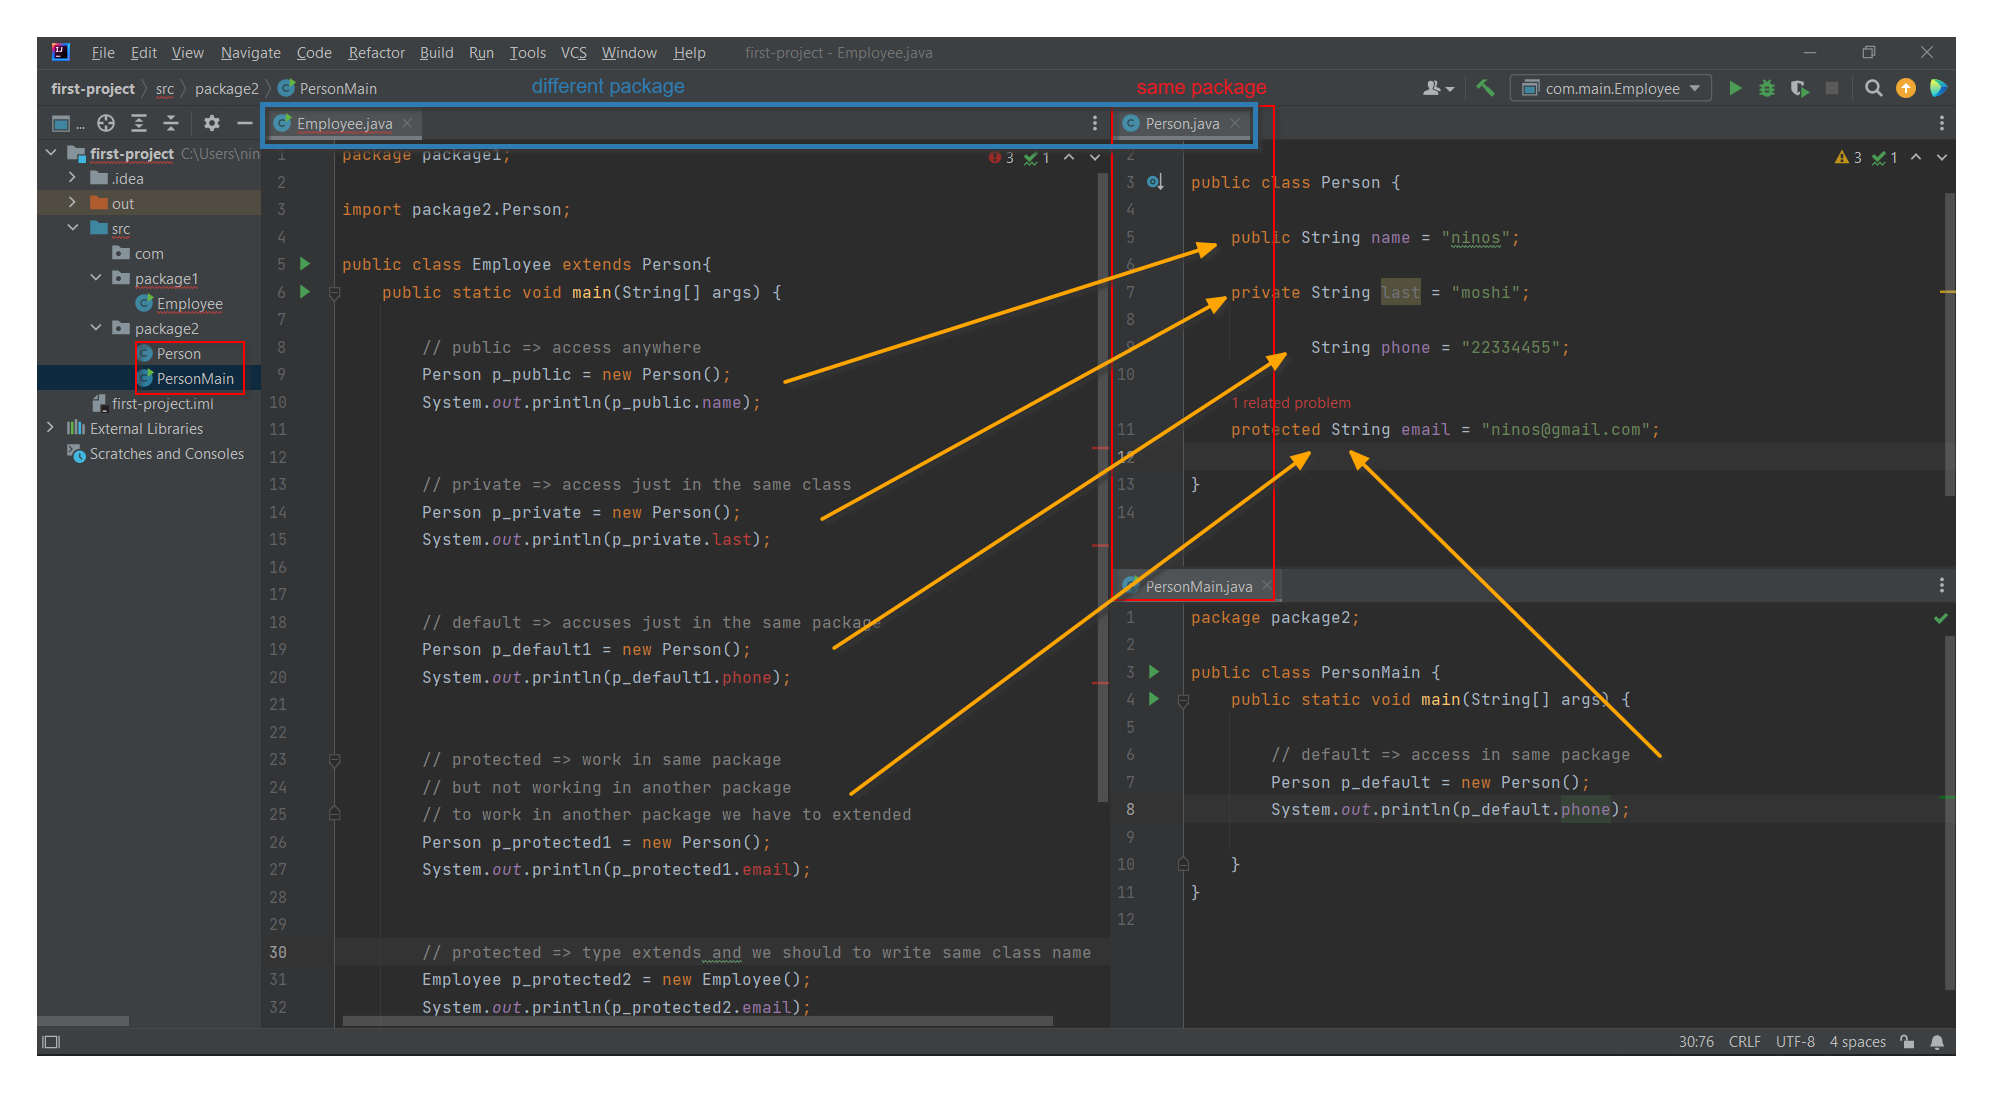 File Edit View Navigate Code Refactor Build Run Tools VCS Window Help first-project - Employee.java
first-project src package2 PersonMain
different package
same package
com.main.Employee
...
Employee.java
Person.java
first-project C:\Users\nin
.idea
out
src
com
package1
Employee
package2
Person
PersonMain
first-project.iml
External Libraries
Scratches and Consoles
3 1
1 package package1;
2
3 import package2.Person;
4
5 public class Employee extends Person{
6 public static void main(String[] args) {
7
8 // public => access anywhere
9 Person p_public = new Person();
10 System.out.println(p_public.name);
11
12
13 // private => access just in the same class
14 Person p_private = new Person();
15 System.out.println(p_private.last);
16
17
18 // default => accuses just in the same package
19 Person p_default1 = new Person();
20 System.out.println(p_default1.phone);
21
22
23 // protected => work in same package
24 // but not working in another package
25 // to work in another package we have to extended
26 Person p_protected1 = new Person();
27 System.out.println(p_protected1.email);
28
29
30 // protected => type extends and we should to write same class name
31 Employee p_protected2 = new Employee();
32 System.out.println(p_protected2.email);
3 1
2
3 public class Person {
4
5 public String name = "ninos";
6
7 private String last = "moshi";
8
9 String phone = "22334455";
10
1 related problem
11 protected String email = "ninos@gmail.com";
12
13 }
14
PersonMain.java
1 package package2;
2
3 public class PersonMain {
4 public static void main(String[] args) {
5
6 // default => access in same package
7 Person p_default = new Person();
8 System.out.println(p_default.phone);
9
10 }
11 }
12
30:76 CRLF UTF-8 4 spaces